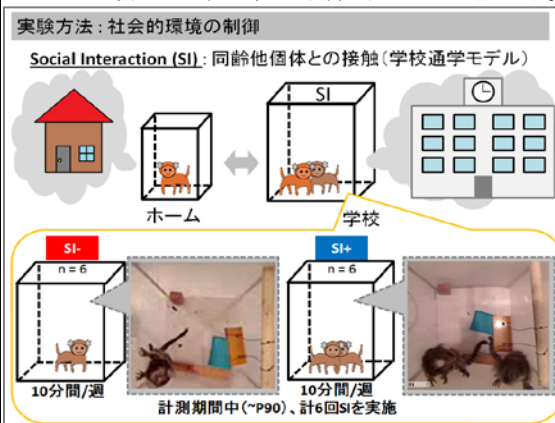 実験方法：社会的環境の制御
Social Interaction (SI)：同齢他個体との接触（学校通学モデル）
SI
ホーム
学校
SI-
n = 6
10分間/週
SI+
n = 6
10分間/週
計測期間中(~P90)、計6回SIを実施